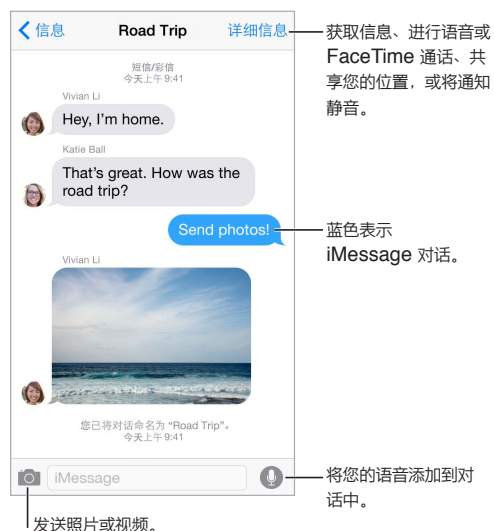 信息
Road Trip
详细信息
获取信息、进行语音或
FaceTime 通话、共
享您的位置，或将通知
静音。
短信/彩信
今天上午 9:41
Vivian Li
Hey, I’m home.
Katie Ball
That’s great. How was the
road trip?
Send photos!
蓝色表示
iMessage 对话。
Vivian Li
您已将对话命名为 “Road Trip”。
今天上午 9:41
iMessage
将您的语音添加到对
话中。
发送照片或视频。